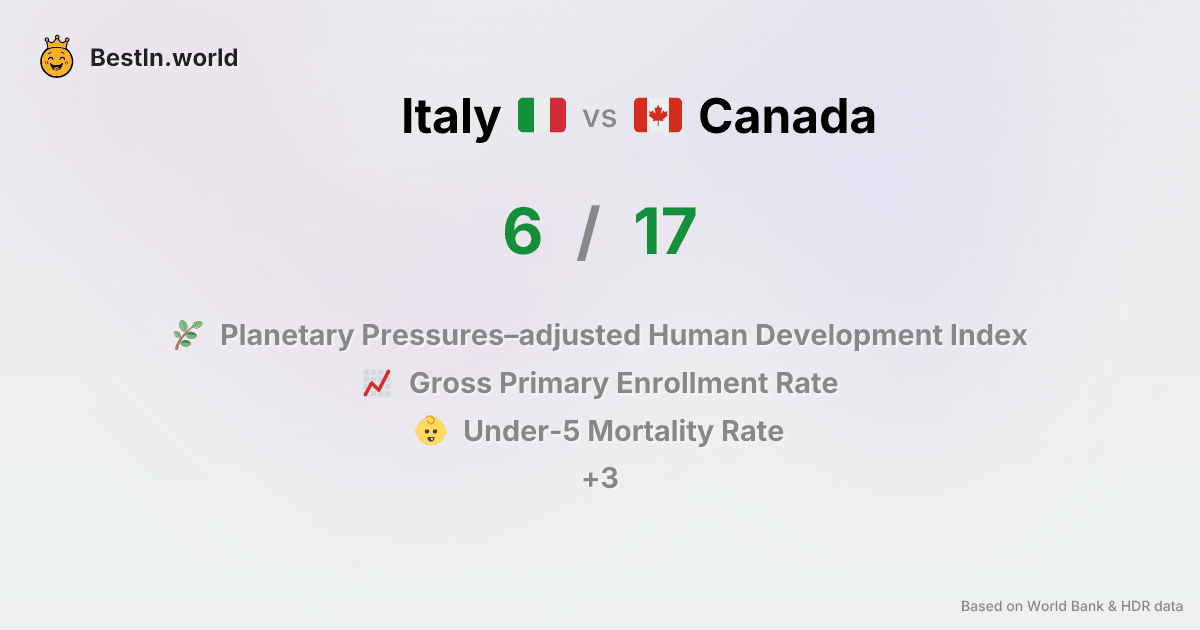 BestIn.world
Italy vs Canada
6 / 17
Planetary Pressures–adjusted Human Development Index
Gross Primary Enrollment Rate
Under-5 Mortality Rate
+3
Based on World Bank & HDR data